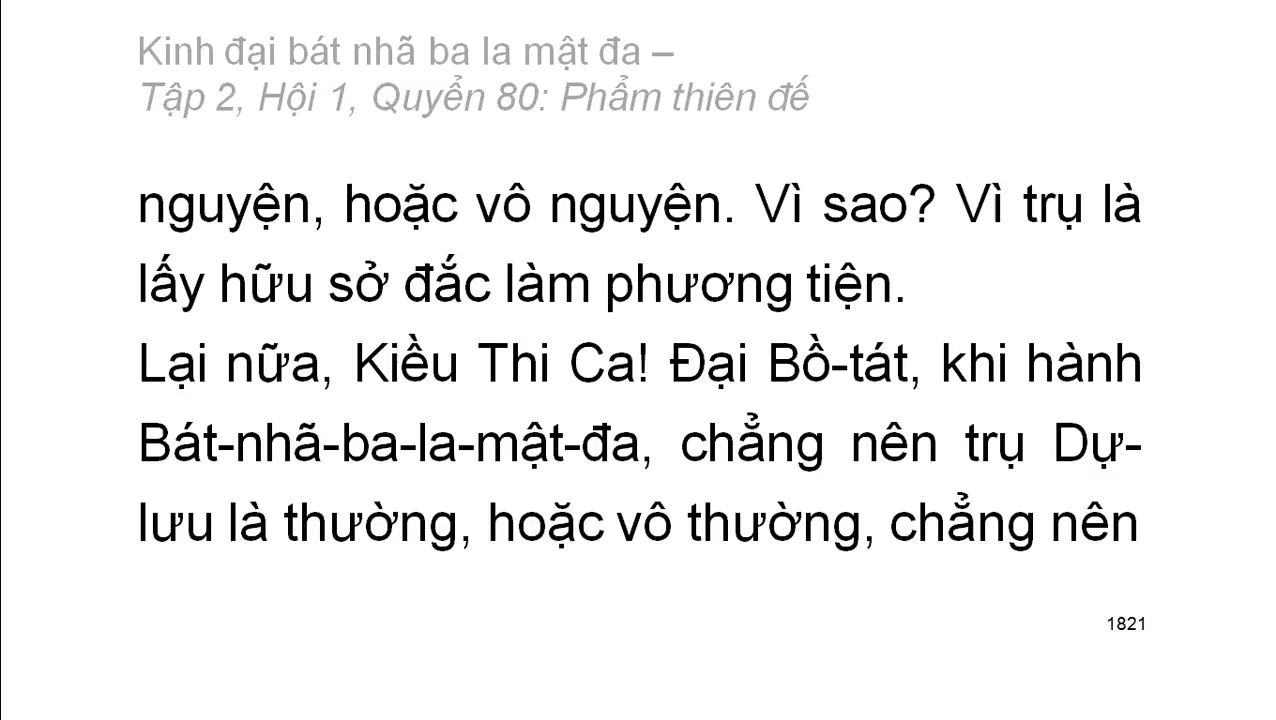 Kinh đại bát nhã ba la mật đa –
Tập 2, Hội 1, Quyển 80: Phẩm thiên đế
nguyện, hoặc vô nguyện. Vì sao? Vì trụ là
lấy hữu sở đắc làm phương tiện.
Lại nữa, Kiều Thi Ca! Đại Bồ-tát, khi hành
Bát-nhã-ba-la-mật-đa, chẳng nên trụ Dự-
lưu là thường, hoặc vô thường, chẳng nên
1821